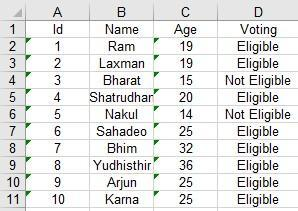 A B C D
1 Id Name Age Voting
2 1 Ram 19 Eligible
3 2 Laxman 19 Eligible
4 3 Bharat 15 Not Eligible
5 4 Shatrudhan 20 Eligible
6 5 Nakul 14 Not Eligible
7 6 Sahadeo 25 Eligible
8 7 Bhim 32 Eligible
9 8 Yudhisthir 36 Eligible
10 9 Arjun 25 Eligible
11 10 Karna 25 Eligible